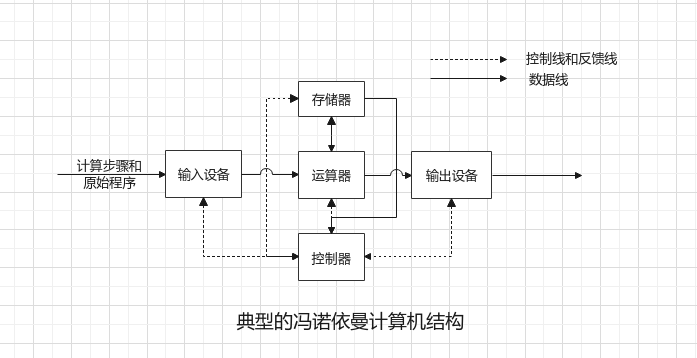 控制线和反馈线
数据线
存储器
计算步骤和
原始程序
输入设备
运算器
输出设备
控制器
典型的冯诺依曼计算机结构